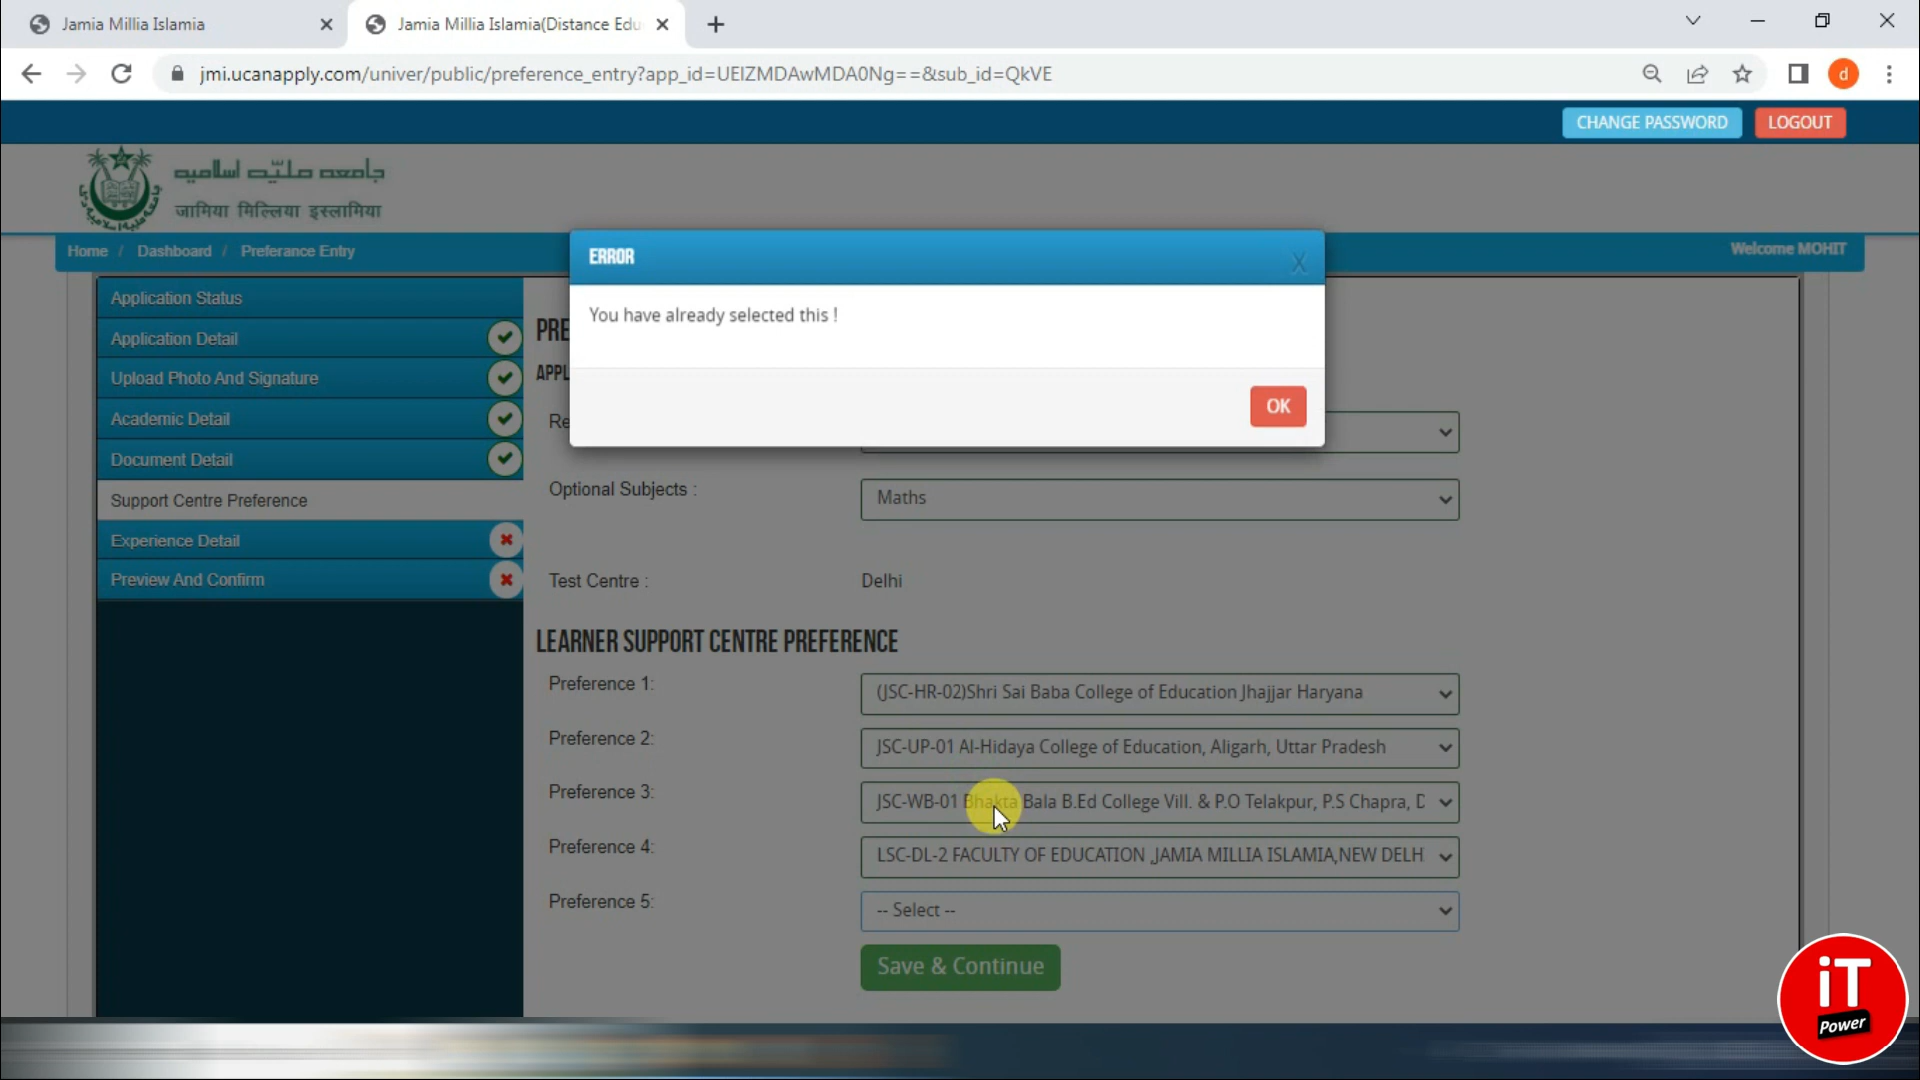 Jamia Millia Islamia
Jamia Millia Islamia(Distance Edu
jmi.ucanapply.com/univer/public/preference_entry?app_id=UEIZMDAwMDA0Ng==&sub_id=QkVE
d
CHANGE PASSWORD
LOGOUT
جامعه ملیّہ اسلامیه
जामिया मिल्लिया इस्लामिया
Home / Dashboard / Preferance Entry
Welcome MOHIT
ERROR
X
You have already selected this !
OK
Application Status
Application Detail
Upload Photo And Signature
Academic Detail
Document Detail
Support Centre Preference
Experience Detail
Preview And Confirm
PRE
APPL
Re
Optional Subjects :
Maths
Test Centre :
Delhi
LEARNER SUPPORT CENTRE PREFERENCE
Preference 1:
(JSC-HR-02)Shri Sai Baba College of Education Jhajjar Haryana
Preference 2:
JSC-UP-01 Al-Hidaya College of Education, Aligarh, Uttar Pradesh
Preference 3:
JSC-WB-01 Bhakta Bala B.Ed College Vill. & P.O Telakpur, P.S Chapra, D
Preference 4:
LSC-DL-2 FACULTY OF EDUCATION ,JAMIA MILLIA ISLAMIA,NEW DELH
Preference 5:
-- Select --
Save & Continue
iT
Power